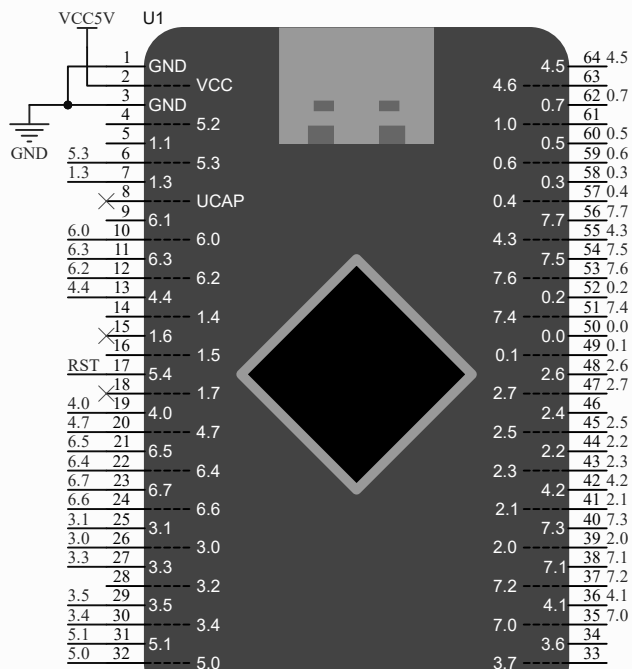 VCC5V U1
1 GND 4.5 64 4.5
2 VCC 4.6 63
3 GND 0.7 62 0.7
4 5.2 1.0 61
5 1.1 0.5 60 0.5
GND
5.3 6 5.3 0.6 59 0.6
1.3 7 1.3 0.3 58 0.3
8 UCAP 0.4 57 0.4
9 6.1 7.7 56 7.7
6.0 10 6.0 4.3 55 4.3
6.3 11 6.3 7.5 54 7.5
6.2 12 6.2 7.6 53 7.6
4.4 13 4.4 0.2 52 0.2
14 1.4 7.4 51 7.4
15 1.6 0.0 50 0.0
16 1.5 0.1 49 0.1
RST 17 5.4 2.6 48 2.6
18 1.7 2.7 47 2.7
4.0 19 4.0 2.4 46
4.7 20 4.7 2.5 45 2.5
6.5 21 6.5 2.2 44 2.2
6.4 22 6.4 2.3 43 2.3
6.7 23 6.7 4.2 42 4.2
6.6 24 6.6 2.1 41 2.1
3.1 25 3.1 7.3 40 7.3
3.0 26 3.0 2.0 39 2.0
3.3 27 3.3 7.1 38 7.1
28 3.2 7.2 37 7.2
3.5 29 3.5 4.1 36 4.1
3.4 30 3.4 7.0 35 7.0
5.1 31 5.1 3.6 34
5.0 32 5.0 3.7 33